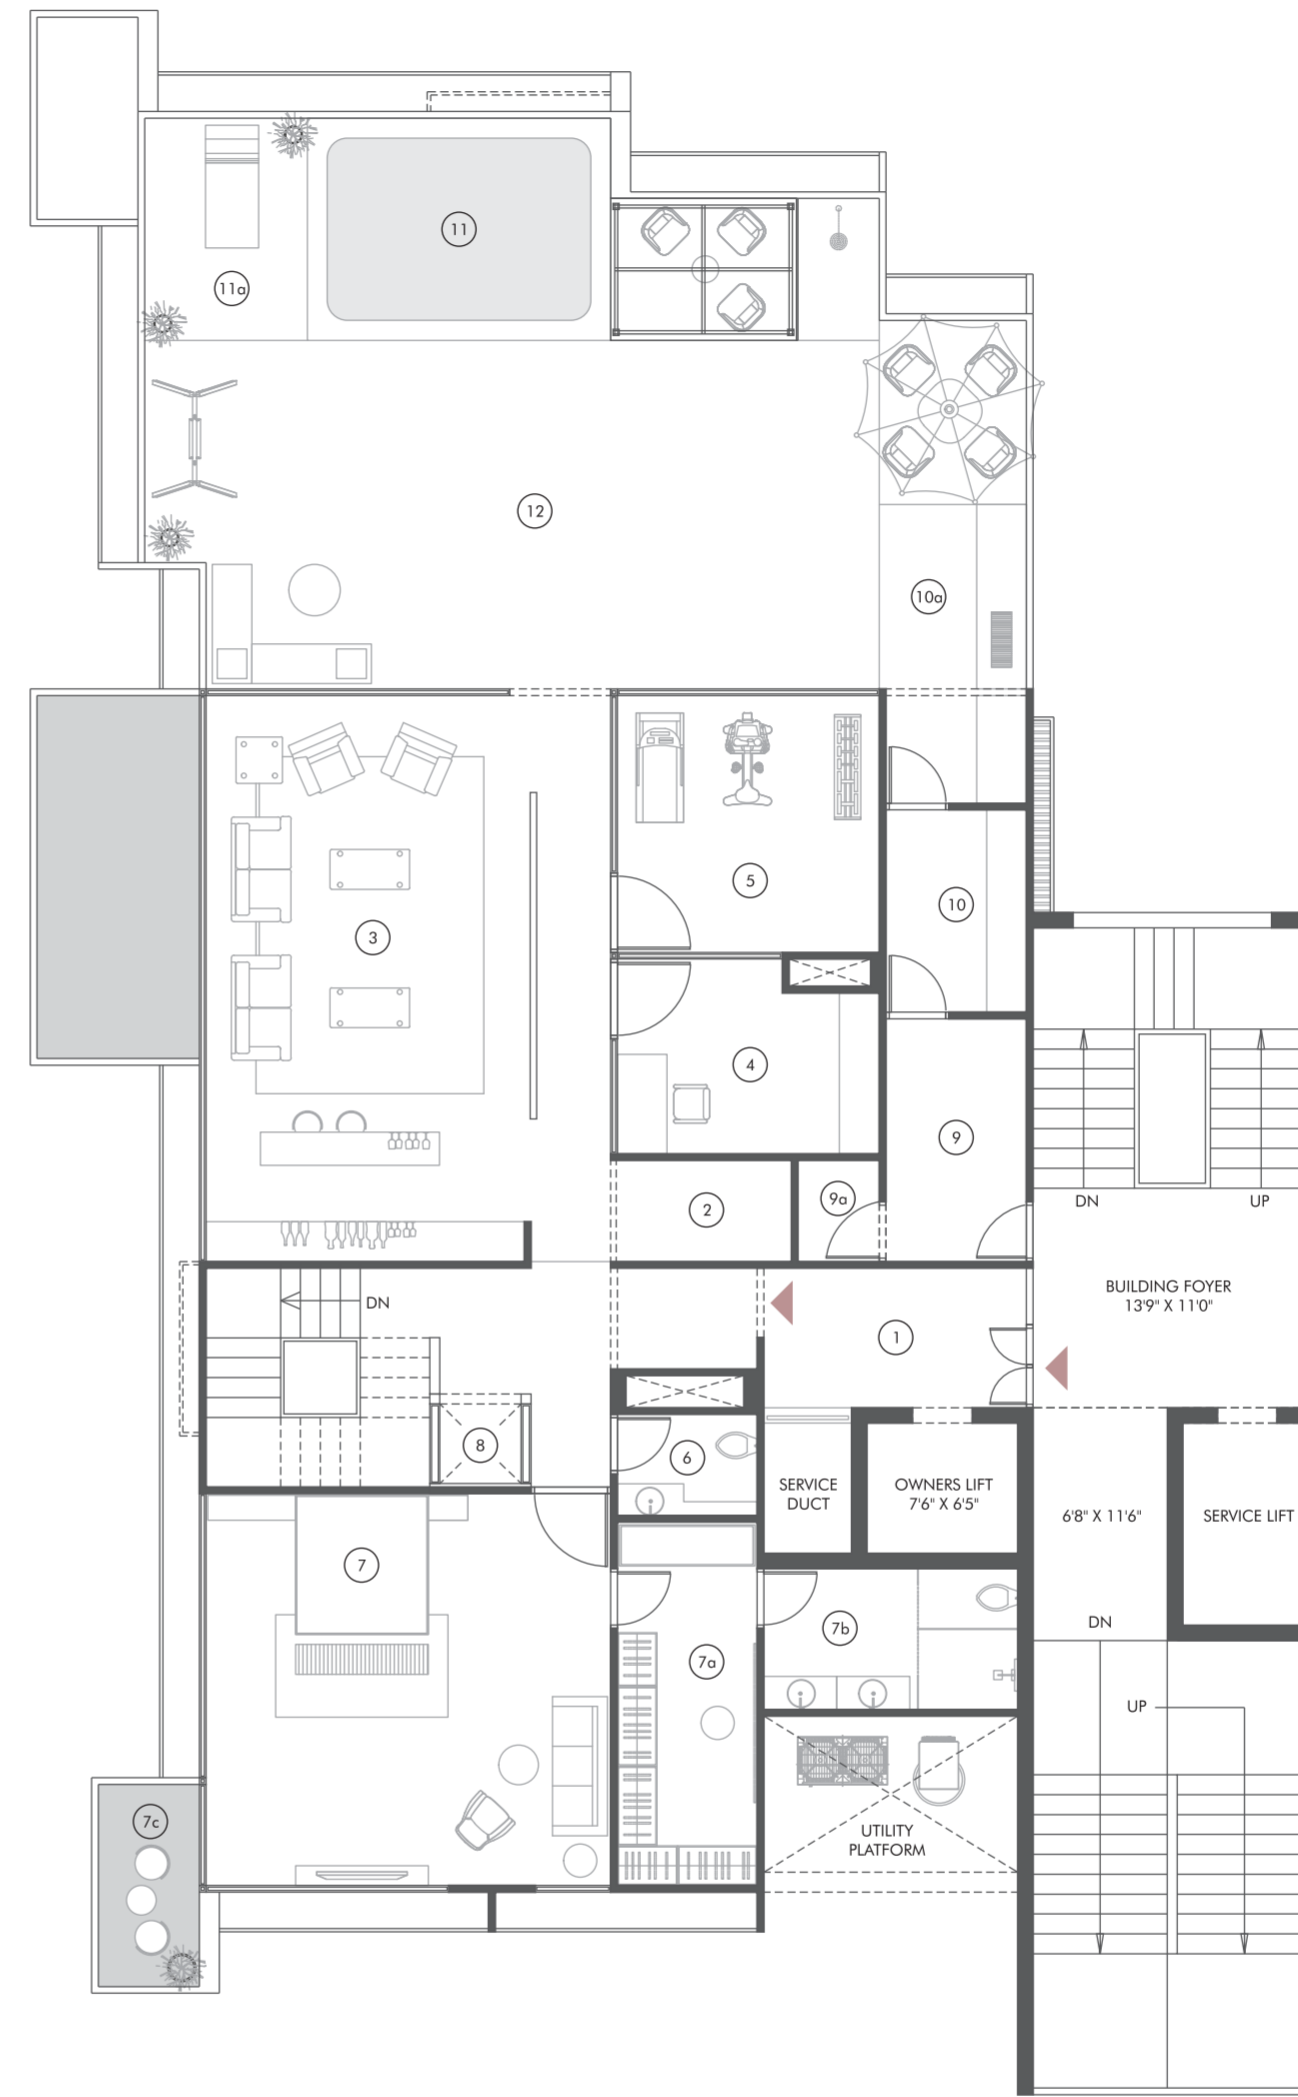 11
11a
12
10a
5
10
3
4
9
9a
2
DN
UP
BUILDING FOYER
13'9" X 11'0"
DN
1
8
6
SERVICE
DUCT
OWNERS LIFT
7'6" X 6'5"
6'8" X 11'6"
SERVICE LIFT
7
7b
DN
7a
UP
7c
UTILITY
PLATFORM